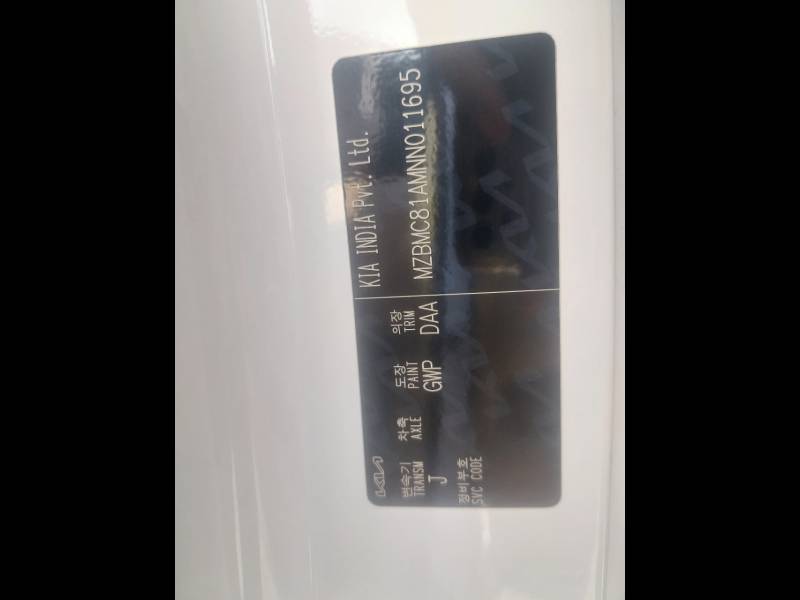 KIA
변속기 차축 도장 의장
TRANSM AXLE PAINT TRIM
J GWP DAA
정비부호
SVC CODE
KIA INDIA Pvt. Ltd.
MZBMC81AMNN011695